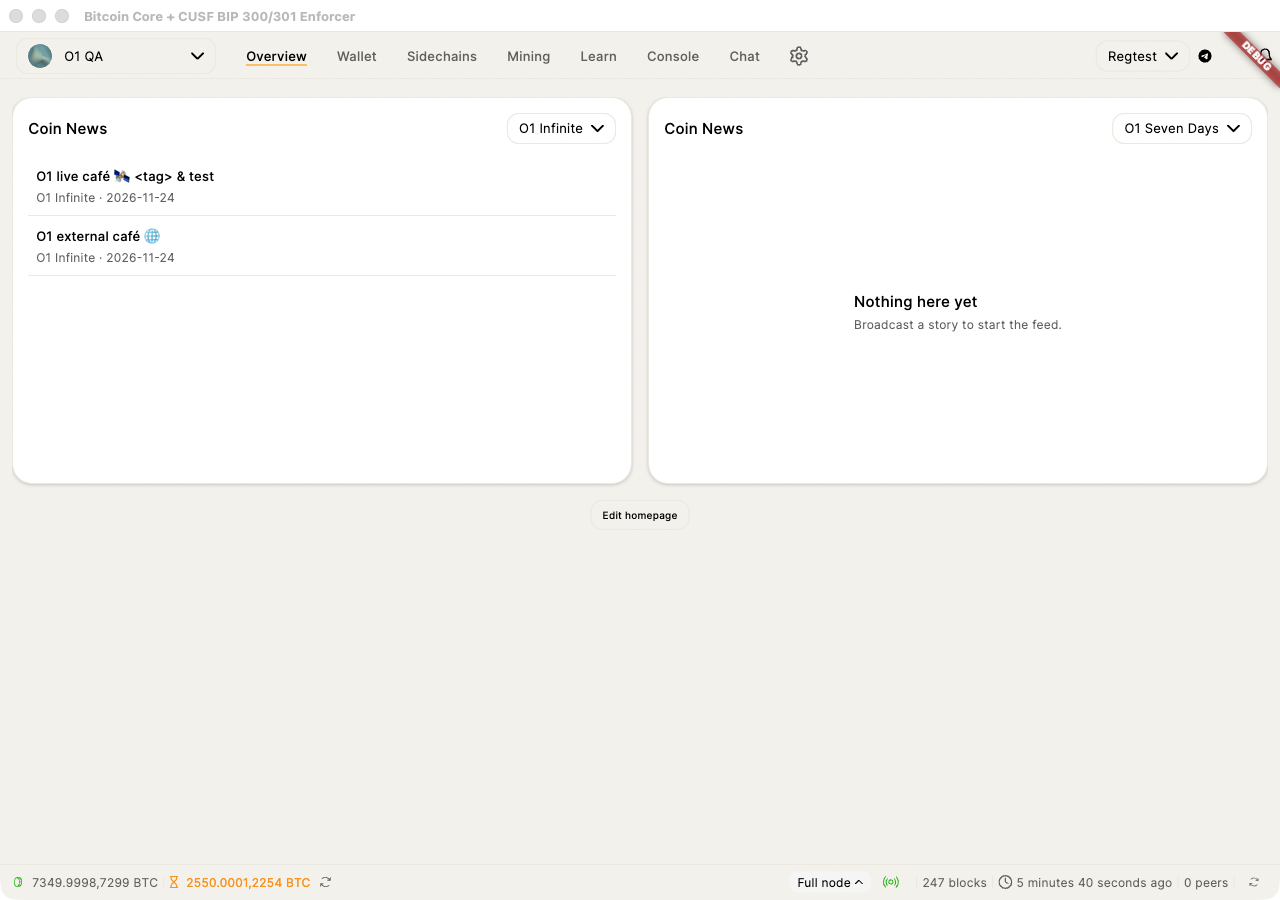 Bitcoin Core + CUSF BIP 300/301 Enforcer
O1 QA
Overview
Wallet
Sidechains
Mining
Learn
Console
Chat
Regtest
DEBUG
Coin News
O1 Infinite
O1 live café 🛰️ <tag> & test
O1 Infinite · 2026-11-24
O1 external café 🌐
O1 Infinite · 2026-11-24
Coin News
O1 Seven Days
Nothing here yet
Broadcast a story to start the feed.
Edit homepage
7349.9998,7299 BTC
2550.0001,2254 BTC
Full node
247 blocks
5 minutes 40 seconds ago
0 peers